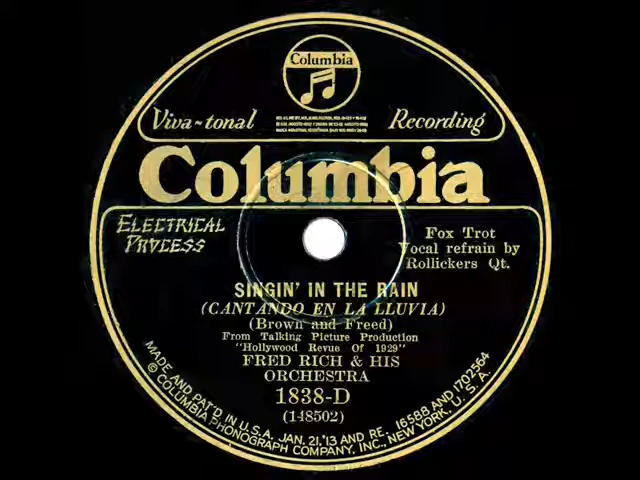 Columbia
Viva-tonal Recording
Columbia
ELECTRICAL PROCESS
Fox Trot
Vocal refrain by
Rollickers Qt.
SINGIN' IN THE RAIN
(CANTANDO EN LA LLUVIA)
(Brown and Freed)
From Talking Picture Production
"Hollywood Revue Of 1929"
FRED RICH & HIS
ORCHESTRA
1838-D
(148502)
MADE AND PAT'D IN U.S.A. JAN. 21, '13 AND RE. 16588 AND 1702564
© COLUMBIA PHONOGRAPH COMPANY, INC., NEW YORK, U.S.A.